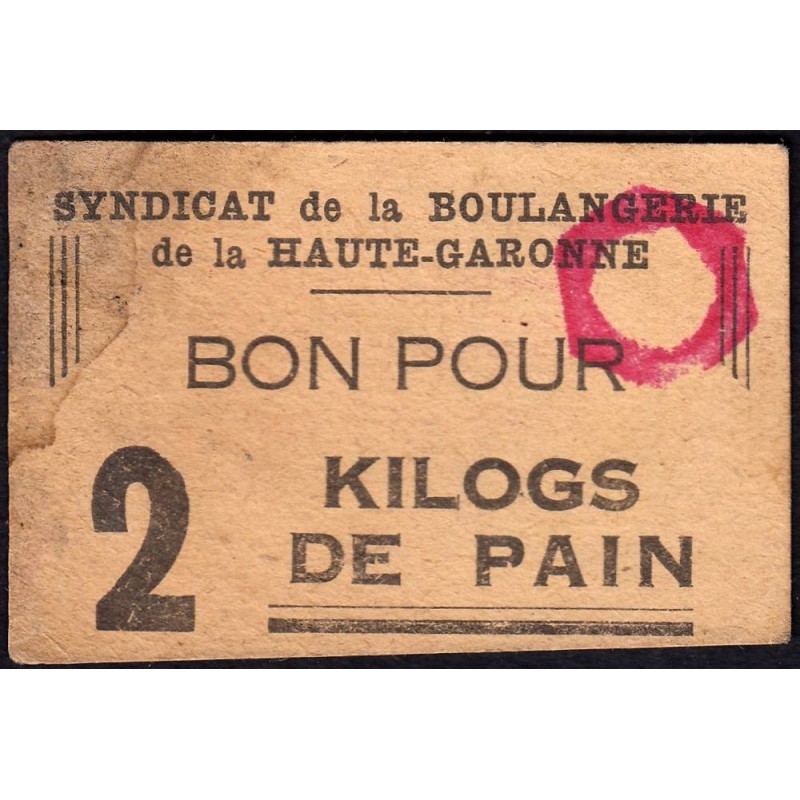 SYNDICAT de la BOULANGERIE
de la HAUTE-GARONNE
BON POUR
2 KILOGS
DE PAIN